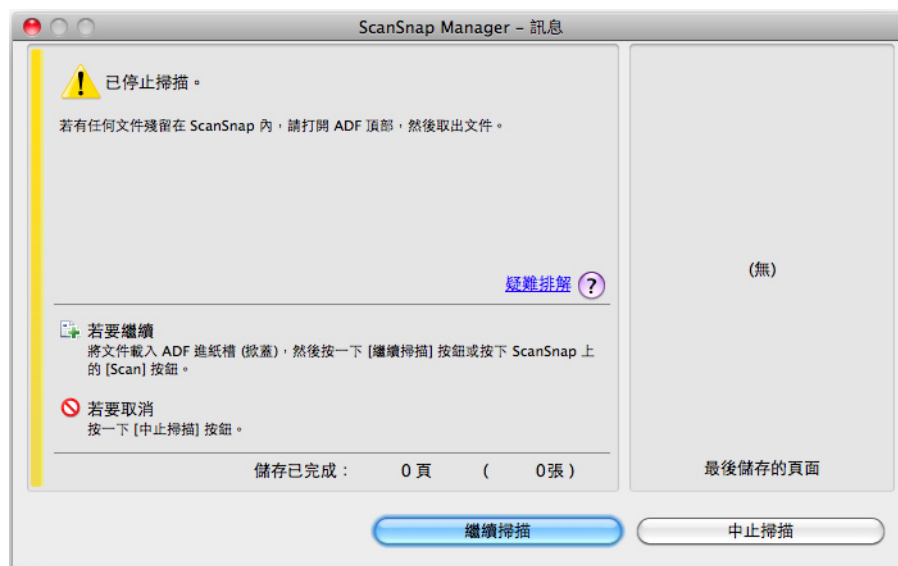 ScanSnap Manager – 訊息
已停止掃描。
若有任何文件殘留在 ScanSnap 內，請打開 ADF 頂部，然後取出文件。
疑難排解 ?
(無)
若要繼續
將文件載入 ADF 進紙槽 (掀蓋)，然後按一下 [繼續掃描] 按鈕或按下 ScanSnap 上
的 [Scan] 按鈕。
若要取消
按一下 [中止掃描] 按鈕。
儲存已完成： 0 頁 ( 0張 )
最後儲存的頁面
繼續掃描
中止掃描